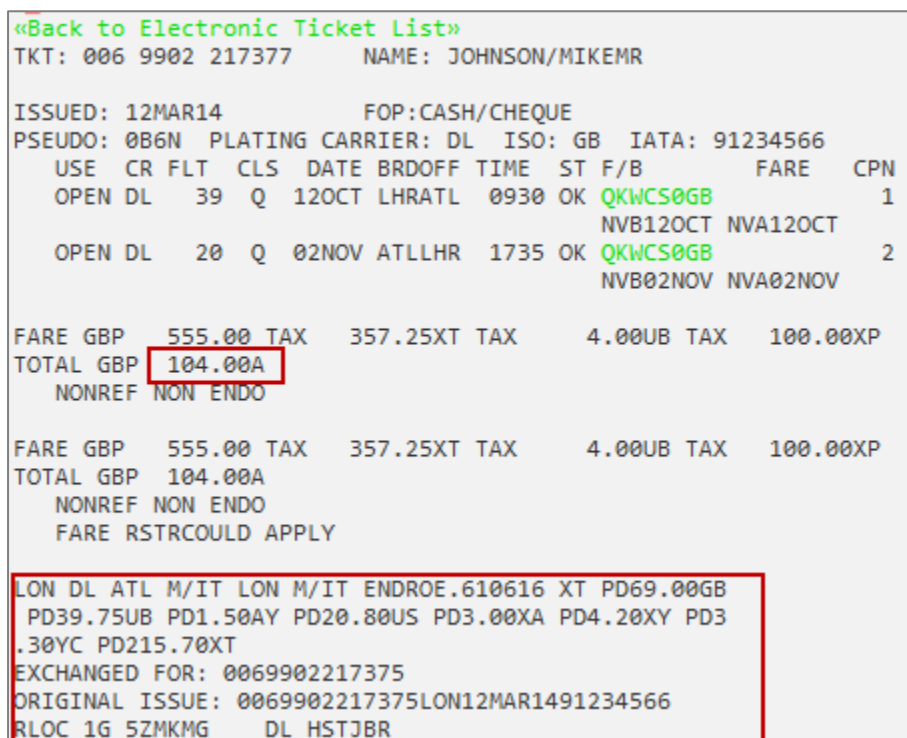 «Back to Electronic Ticket List»
TKT: 006 9902 217377 NAME: JOHNSON/MIKEMR
ISSUED: 12MAR14 FOP:CASH/CHEQUE
PSEUDO: 0B6N PLATING CARRIER: DL ISO: GB IATA: 91234566
USE CR FLT CLS DATE BRDOFF TIME ST F/B FARE CPN
OPEN DL 39 Q 12OCT LHRATL 0930 OK QKWCS0GB 1
NVB12OCT NVA12OCT
OPEN DL 20 Q 02NOV ATLLHR 1735 OK QKWCS0GB 2
NVB02NOV NVA02NOV
FARE GBP 555.00 TAX 357.25XT TAX 4.00UB TAX 100.00XP
TOTAL GBP 104.00A
NONREF NON ENDO
FARE GBP 555.00 TAX 357.25XT TAX 4.00UB TAX 100.00XP
TOTAL GBP 104.00A
NONREF NON ENDO
FARE RSTRCOULD APPLY
LON DL ATL M/IT LON M/IT ENDROE.610616 XT PD69.00GB
PD39.75UB PD1.50AY PD20.80US PD3.00XA PD4.20XY PD3
.30YC PD215.70XT
EXCHANGED FOR: 0069902217375
ORIGINAL ISSUE: 0069902217375LON12MAR1491234566
RLOC 1G 5ZMKMG DL HSTJBR